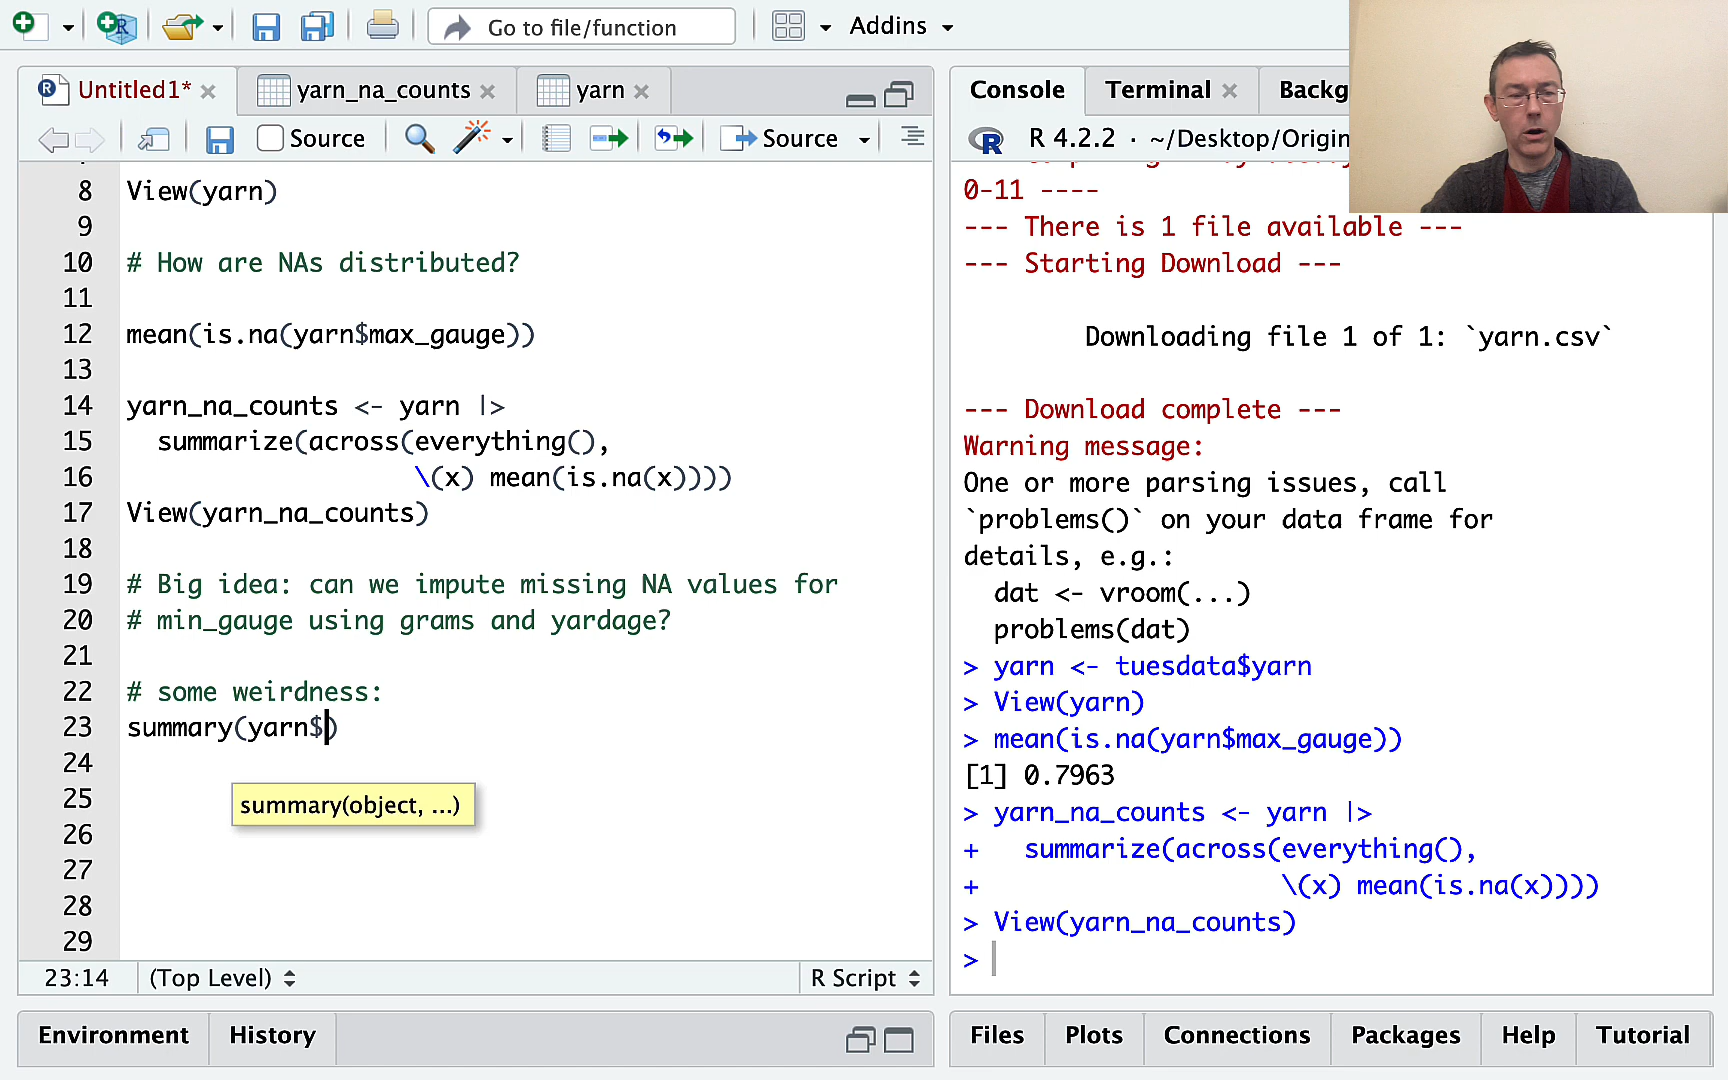 Go to file/function
Addins
Untitled1*
yarn_na_counts
yarn
Source
Source
8 View(yarn)
9
10 # How are NAs distributed?
11
12 mean(is.na(yarn$max_gauge))
13
14 yarn_na_counts <- yarn |>
15 summarize(across(everything(),
16 \(x) mean(is.na(x))))
17 View(yarn_na_counts)
18
19 # Big idea: can we impute missing NA values for
20 # min_gauge using grams and yardage?
21
22 # some weirdness:
23 summary(yarn$)
24
25
summary(object, ...)
26
27
28
29
23:14
(Top Level)
R Script
Environment
History
Console
Terminal
Backg
R 4.2.2 · ~/Desktop/Origin
0-11 ----
--- There is 1 file available ---
--- Starting Download ---
Downloading file 1 of 1: `yarn.csv`
--- Download complete ---
Warning message:
One or more parsing issues, call
`problems()` on your data frame for
details, e.g.:
dat <- vroom(...)
problems(dat)
> yarn <- tuesdata$yarn
> View(yarn)
> mean(is.na(yarn$max_gauge))
[1] 0.7963
> yarn_na_counts <- yarn |>
+ summarize(across(everything(),
+ \(x) mean(is.na(x))))
> View(yarn_na_counts)
>
Files
Plots
Connections
Packages
Help
Tutorial